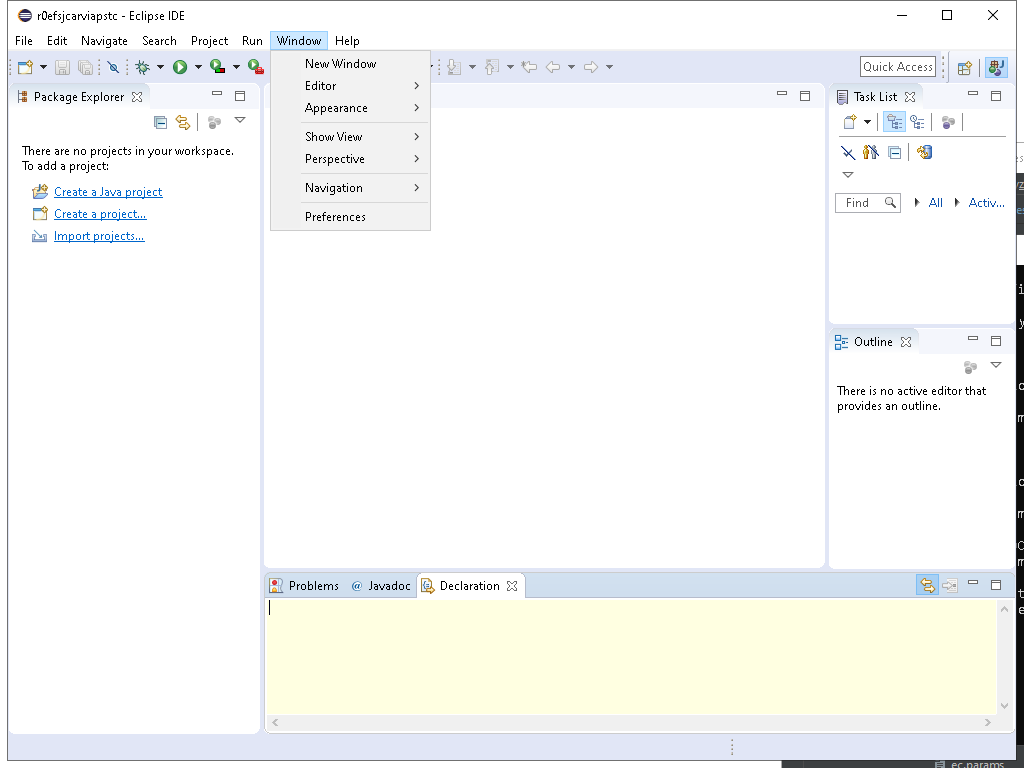 r0efsjcarviapstc - Eclipse IDE
File Edit Navigate Search Project Run Window Help
Quick Access
New Window
Editor
Appearance
Show View
Perspective
Navigation
Preferences
Package Explorer
There are no projects in your workspace.
To add a project:
Create a Java project
Create a project...
Import projects...
Task List
Find All Activ...
Outline
There is no active editor that
provides an outline.
Problems @ Javadoc Declaration
ec.params